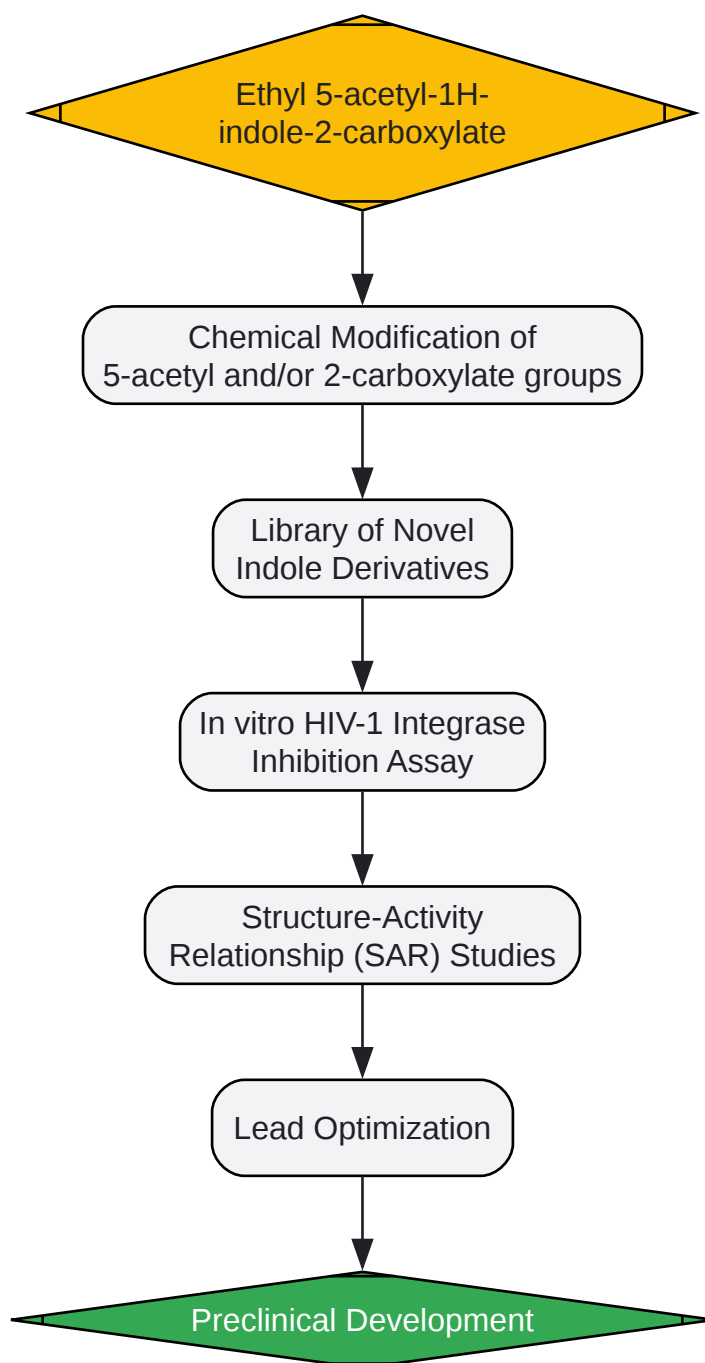 Ethyl 5-acetyl-1H-
indole-2-carboxylate
Chemical Modification of
5-acetyl and/or 2-carboxylate groups
Library of Novel
Indole Derivatives
In vitro HIV-1 Integrase
Inhibition Assay
Structure-Activity
Relationship (SAR) Studies
Lead Optimization
Preclinical Development